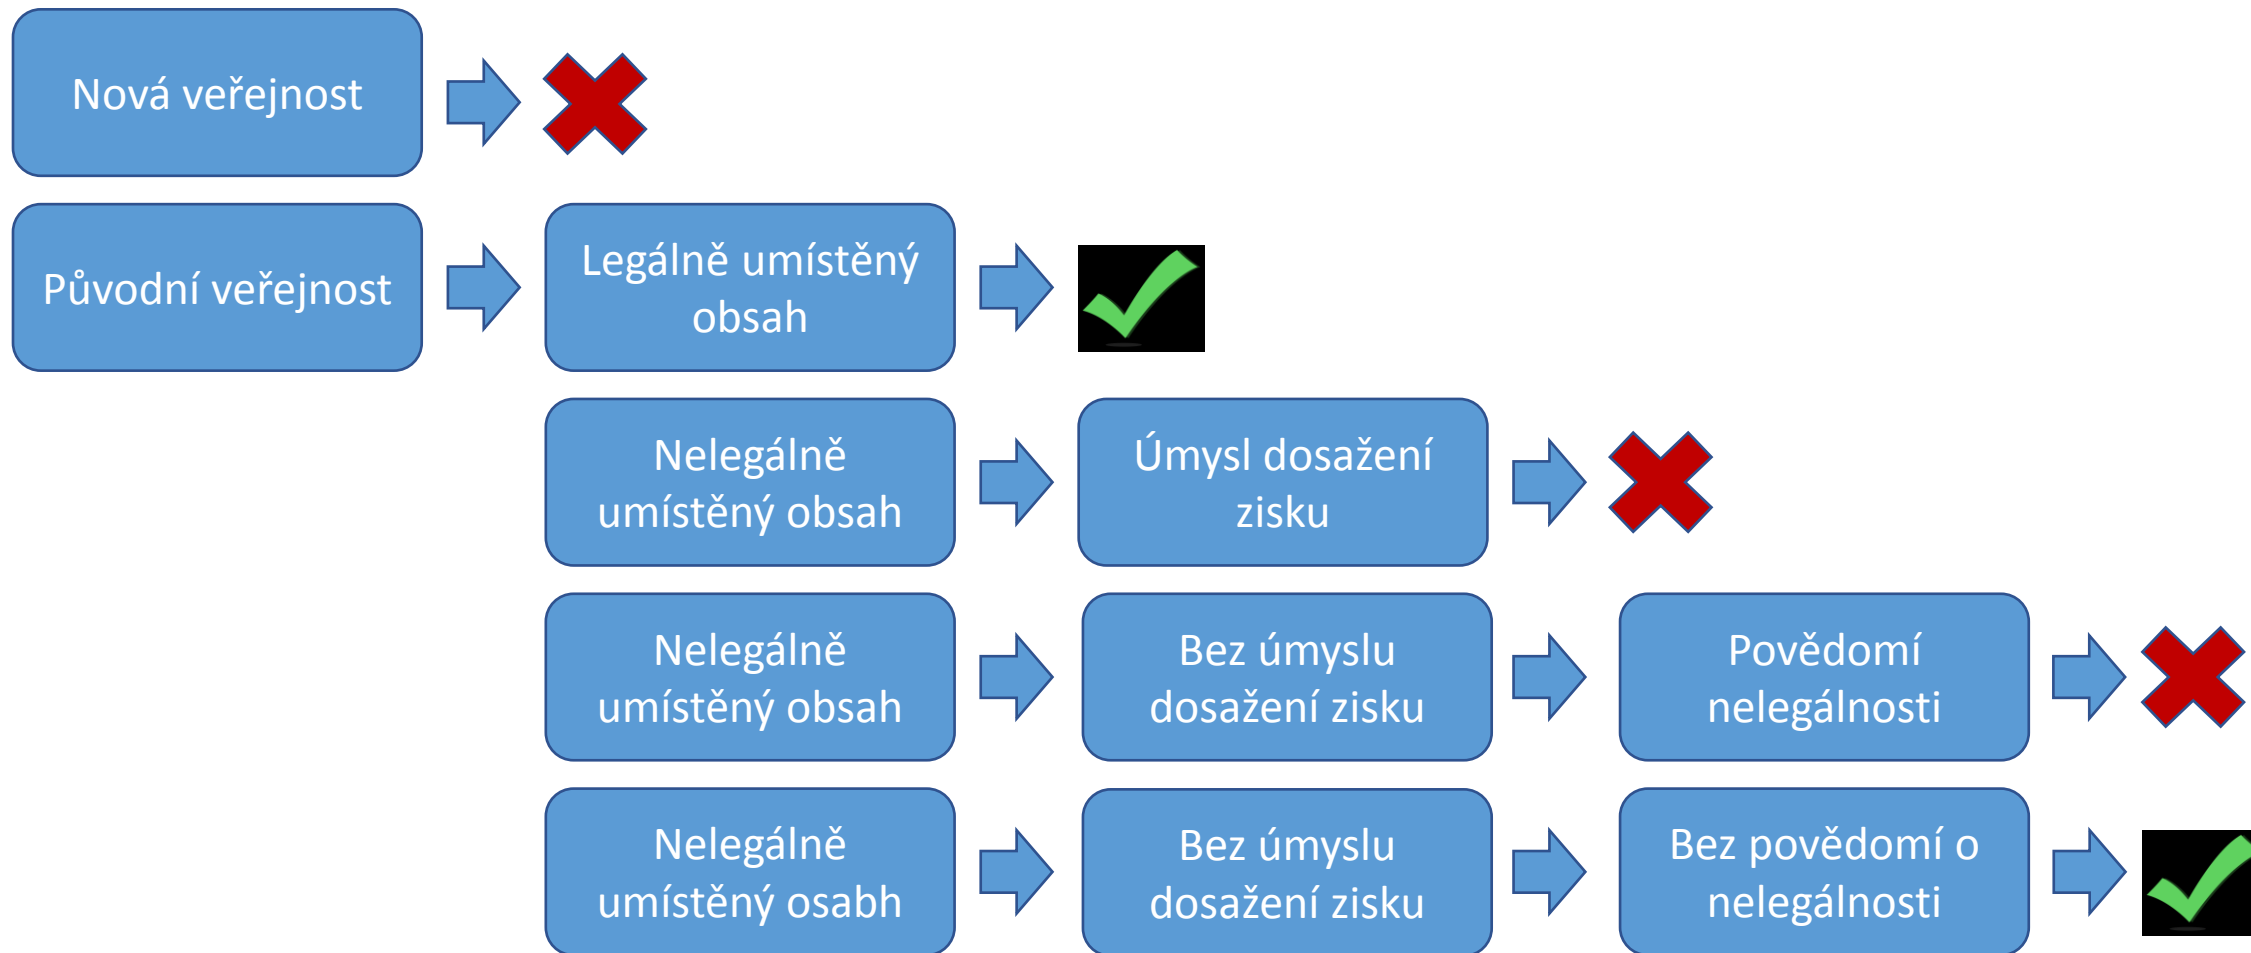 Nová veřejnost
Původní veřejnost
Legálně umístěný
obsah
Nelegálně
umístěný obsah
Úmysl dosažení
zisku
Nelegálně
umístěný obsah
Bez úmyslu
dosažení zisku
Povědomí
nelegálnosti
Nelegálně
umístěný osabh
Bez úmyslu
dosažení zisku
Bez povědomí o
nelegálnosti